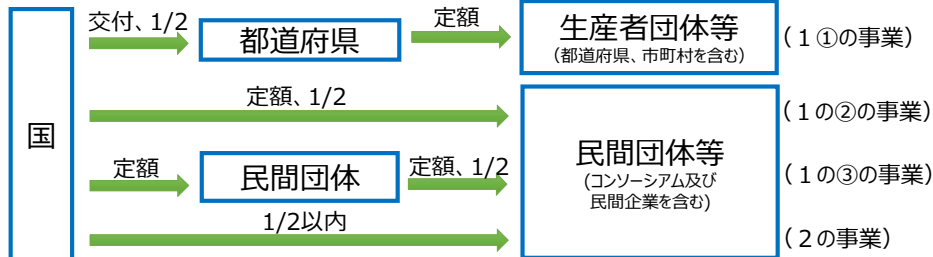 国
交付、1/2
都道府県
定額
生産者団体等
(都道府県、市町村を含む)
(1①の事業)
定額、1/2
(1の②の事業)
定額
民間団体
定額、1/2
民間団体等
(コンソーシアム及び
民間企業を含む)
(1の③の事業)
1/2以内
(2の事業)